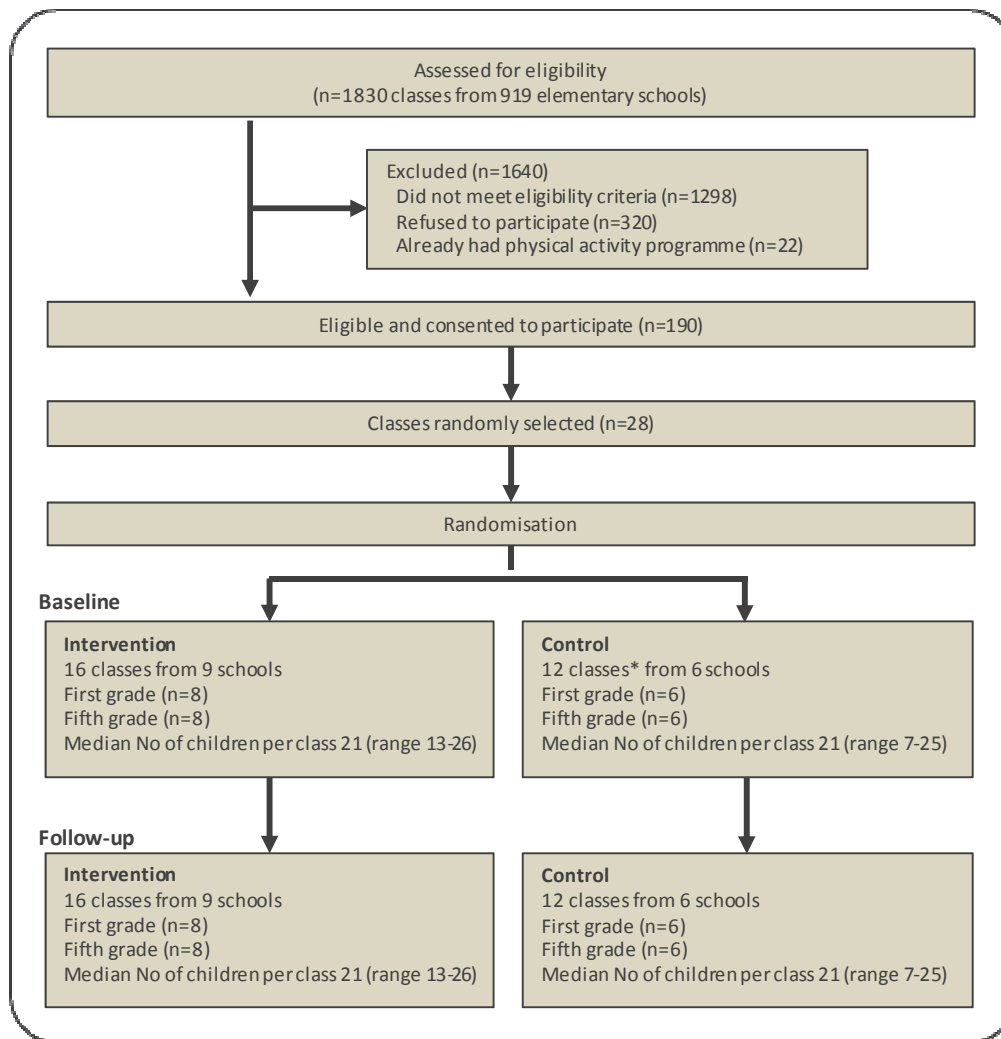 Assessed for eligibility
(n=1830 classes from 919 elementary schools)
Excluded (n=1640)
Did not meet eligibility criteria (n=1298)
Refused to participate (n=320)
Already had physical activity programme (n=22)
Eligible and consented to participate (n=190)
Classes randomly selected (n=28)
Randomisation
Baseline
Intervention
16 classes from 9 schools
First grade (n=8)
Fifth grade (n=8)
Median No of children per class 21 (range 13-26)
Control
12 classes* from 6 schools
First grade (n=6)
Fifth grade (n=6)
Median No of children per class 21 (range 7-25)
Follow-up
Intervention
16 classes from 9 schools
First grade (n=8)
Fifth grade (n=8)
Median No of children per class 21 (range 13-26)
Control
12 classes from 6 schools
First grade (n=6)
Fifth grade (n=6)
Median No of children per class 21 (range 7-25)